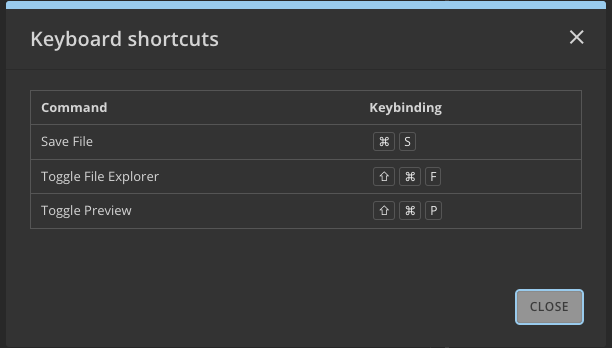 Keyboard shortcuts
Command Keybinding
Save File ⌘ S
Toggle File Explorer ⇧ ⌘ F
Toggle Preview ⇧ ⌘ P
CLOSE